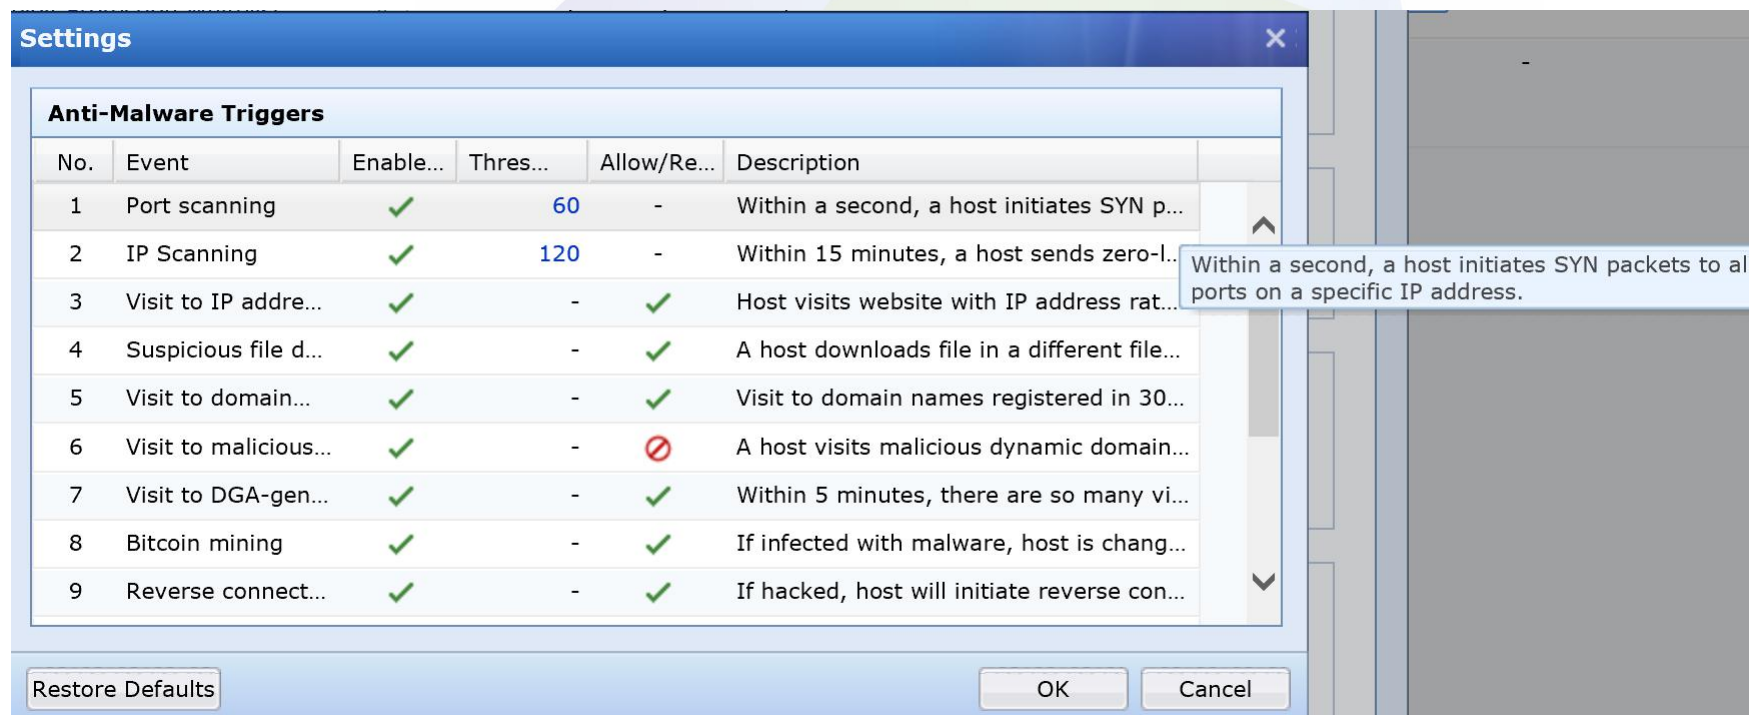 Settings
Anti-Malware Triggers
No. Event Enable... Thres... Allow/Re... Description
1 Port scanning 60 - Within a second, a host initiates SYN p...
2 IP Scanning 120 - Within 15 minutes, a host sends zero-l...
3 Visit to IP addre... - Host visits website with IP address rat...
4 Suspicious file d... - A host downloads file in a different file...
5 Visit to domain... - Visit to domain names registered in 30...
6 Visit to malicious... - A host visits malicious dynamic domain...
7 Visit to DGA-gen... - Within 5 minutes, there are so many vi...
8 Bitcoin mining - If infected with malware, host is chang...
9 Reverse connect... - If hacked, host will initiate reverse con...
Within a second, a host initiates SYN packets to al
ports on a specific IP address.
-
Restore Defaults OK Cancel